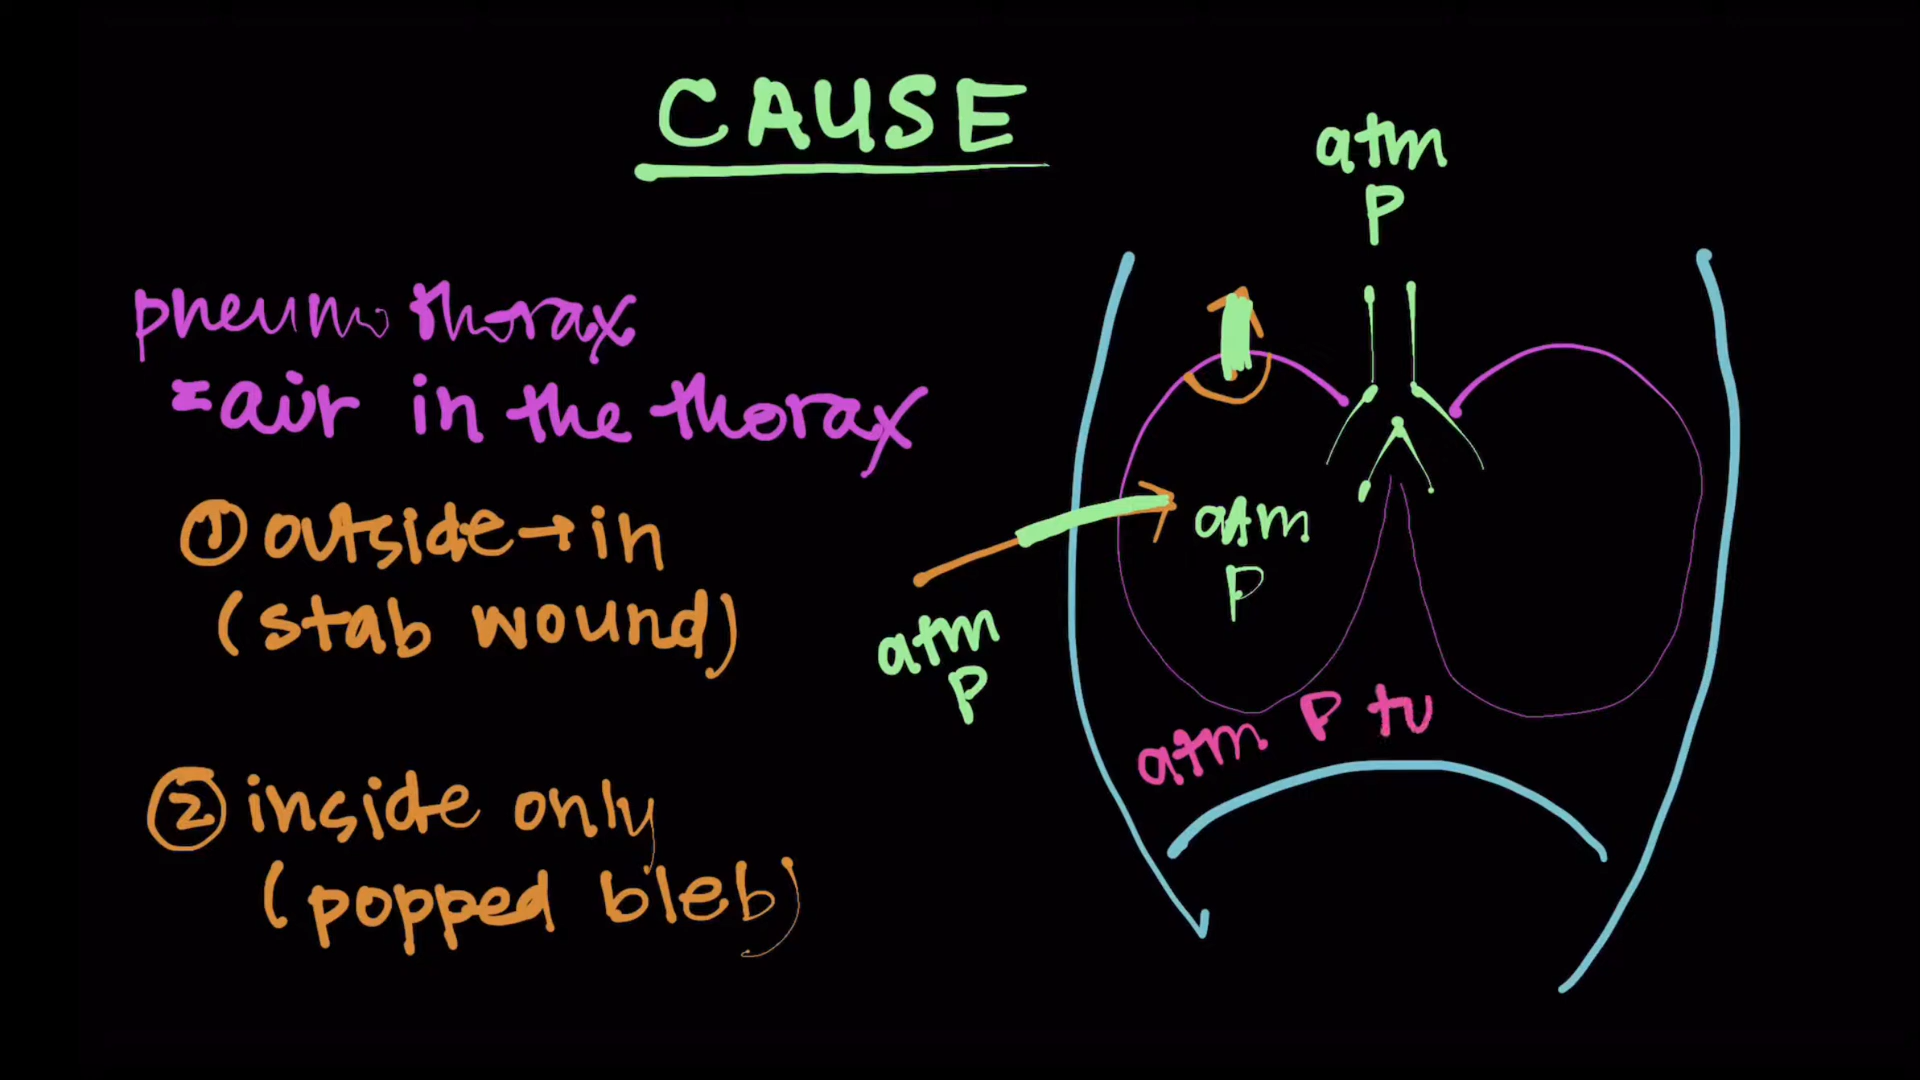 CAUSE
pneumothorax
=air in the thorax
① outside→in
(stab wound)
② inside only
(popped bleb)
atm
P
atm
P
atm
P
atm P tv